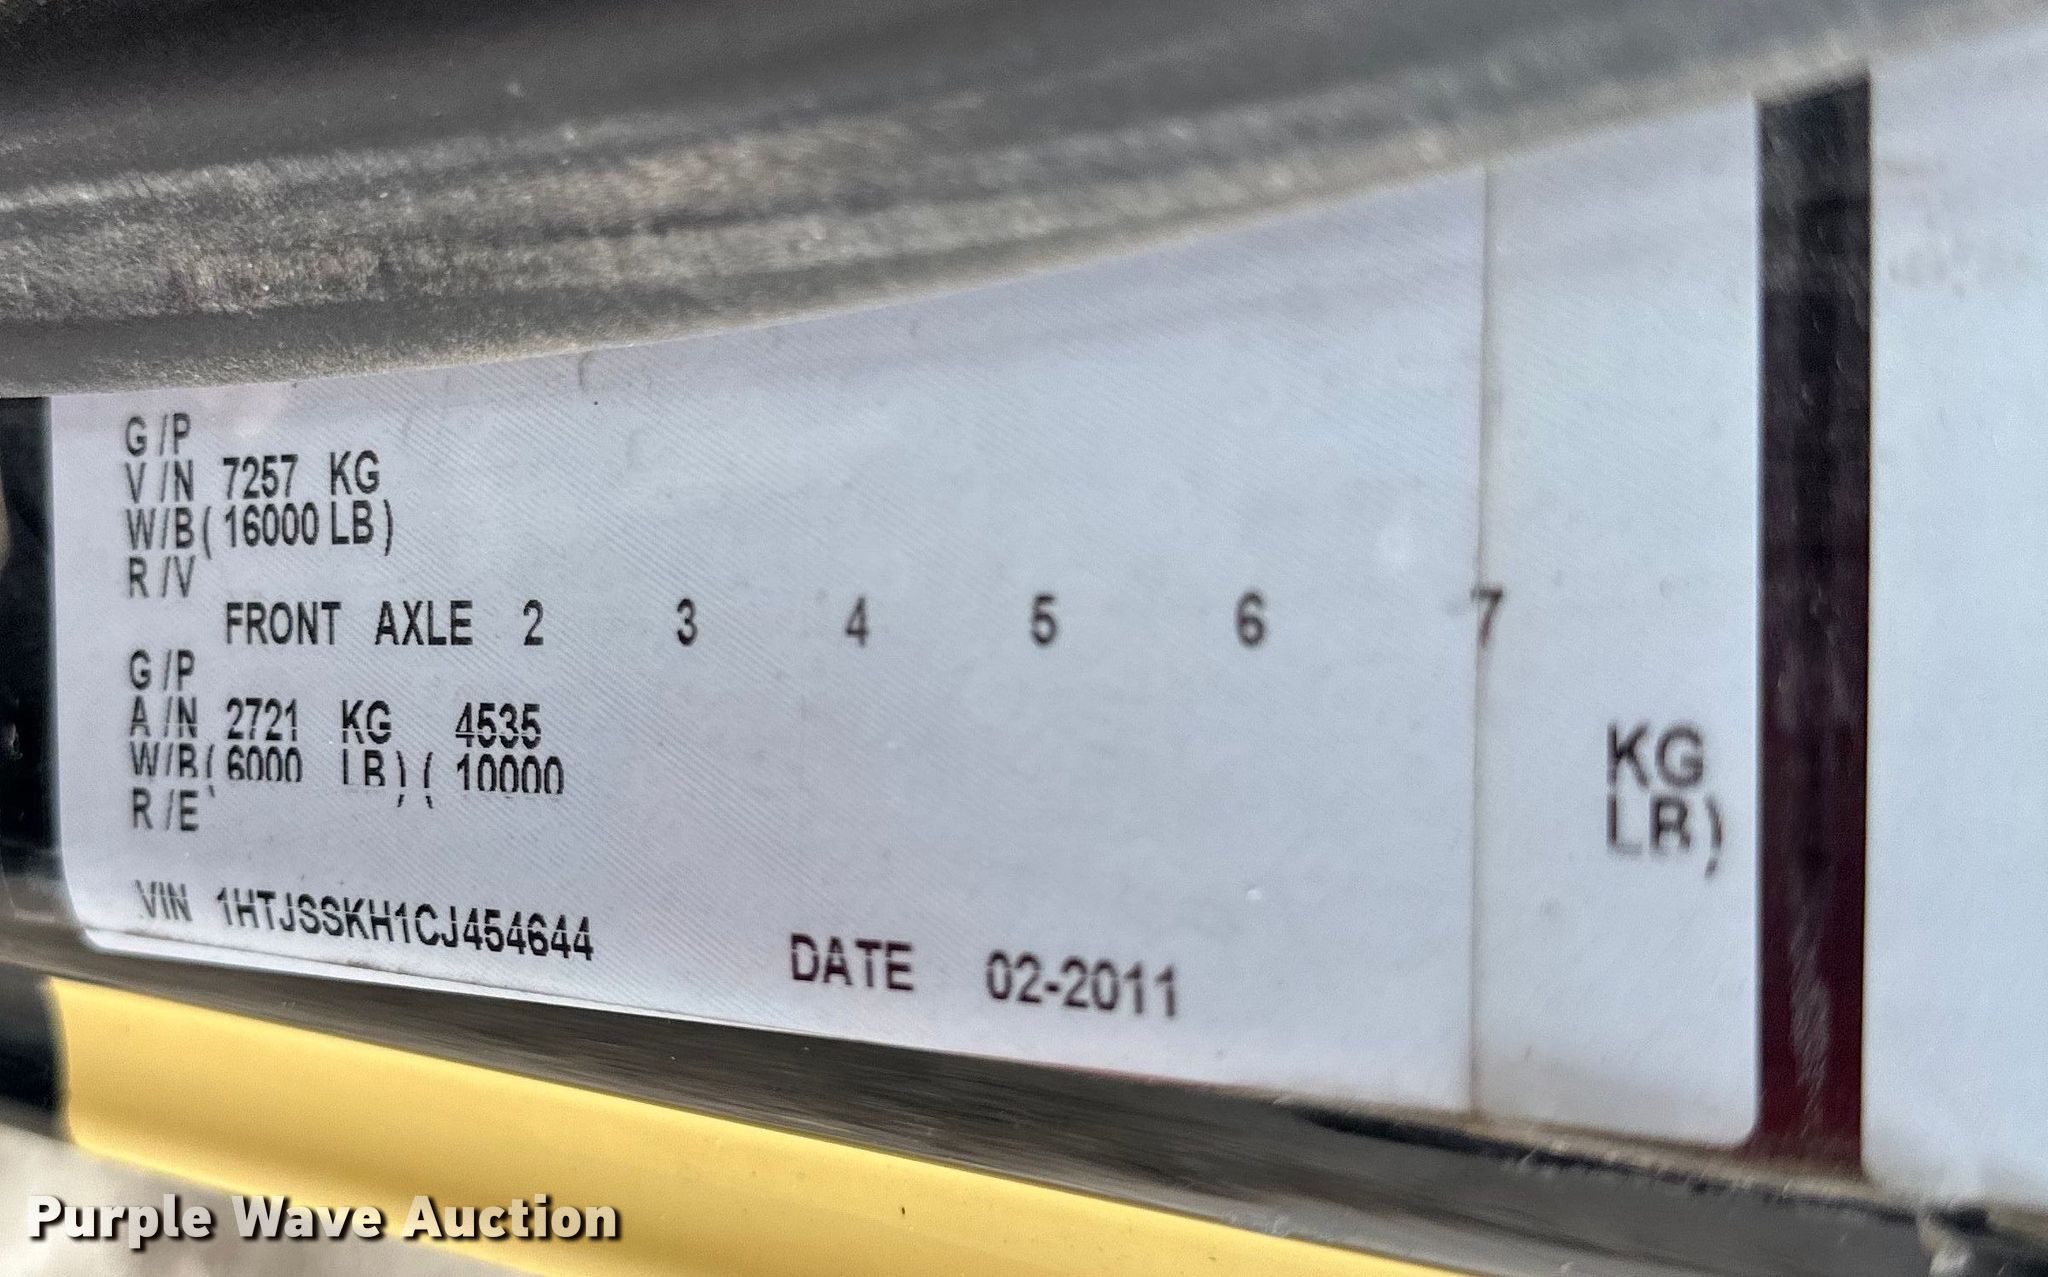 G /P
V /N 7257 KG
W/B ( 16000 LB )
R /V
FRONT AXLE 2 3 4 5 6 7
G /P
A /N 2721 KG 4535 KG
W/B ( 6000 LB ) ( 10000 LB )
R /E
VIN 1HTJSSKH1CJ454644
DATE 02-2011
Purple Wave Auction